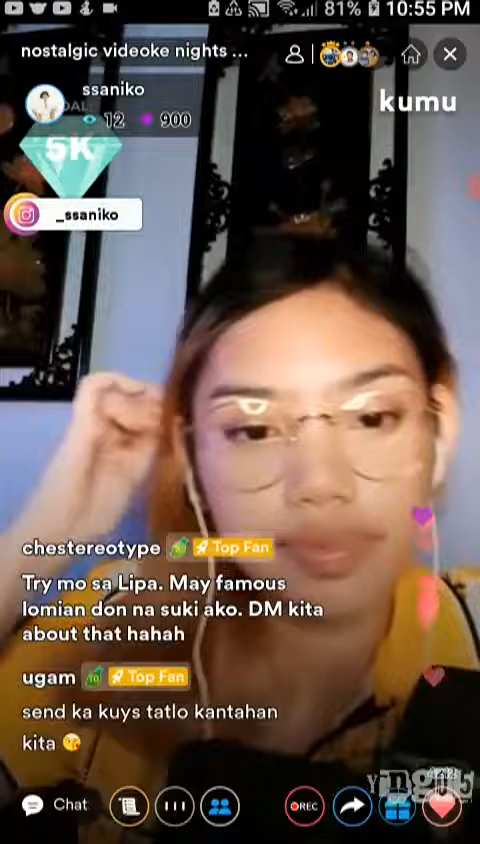 81% 10:55 PM
nostalgic videoke nights ...
ssaniko
12 900
kumu
5K
_ssaniko
chestereotype Top Fan
Try mo sa Lipa. May famous
lomian don na suki ako. DM kita
about that hahah
ugam 10 Top Fan
send ka kuys tatlo kantahan
kita
Chat
REC